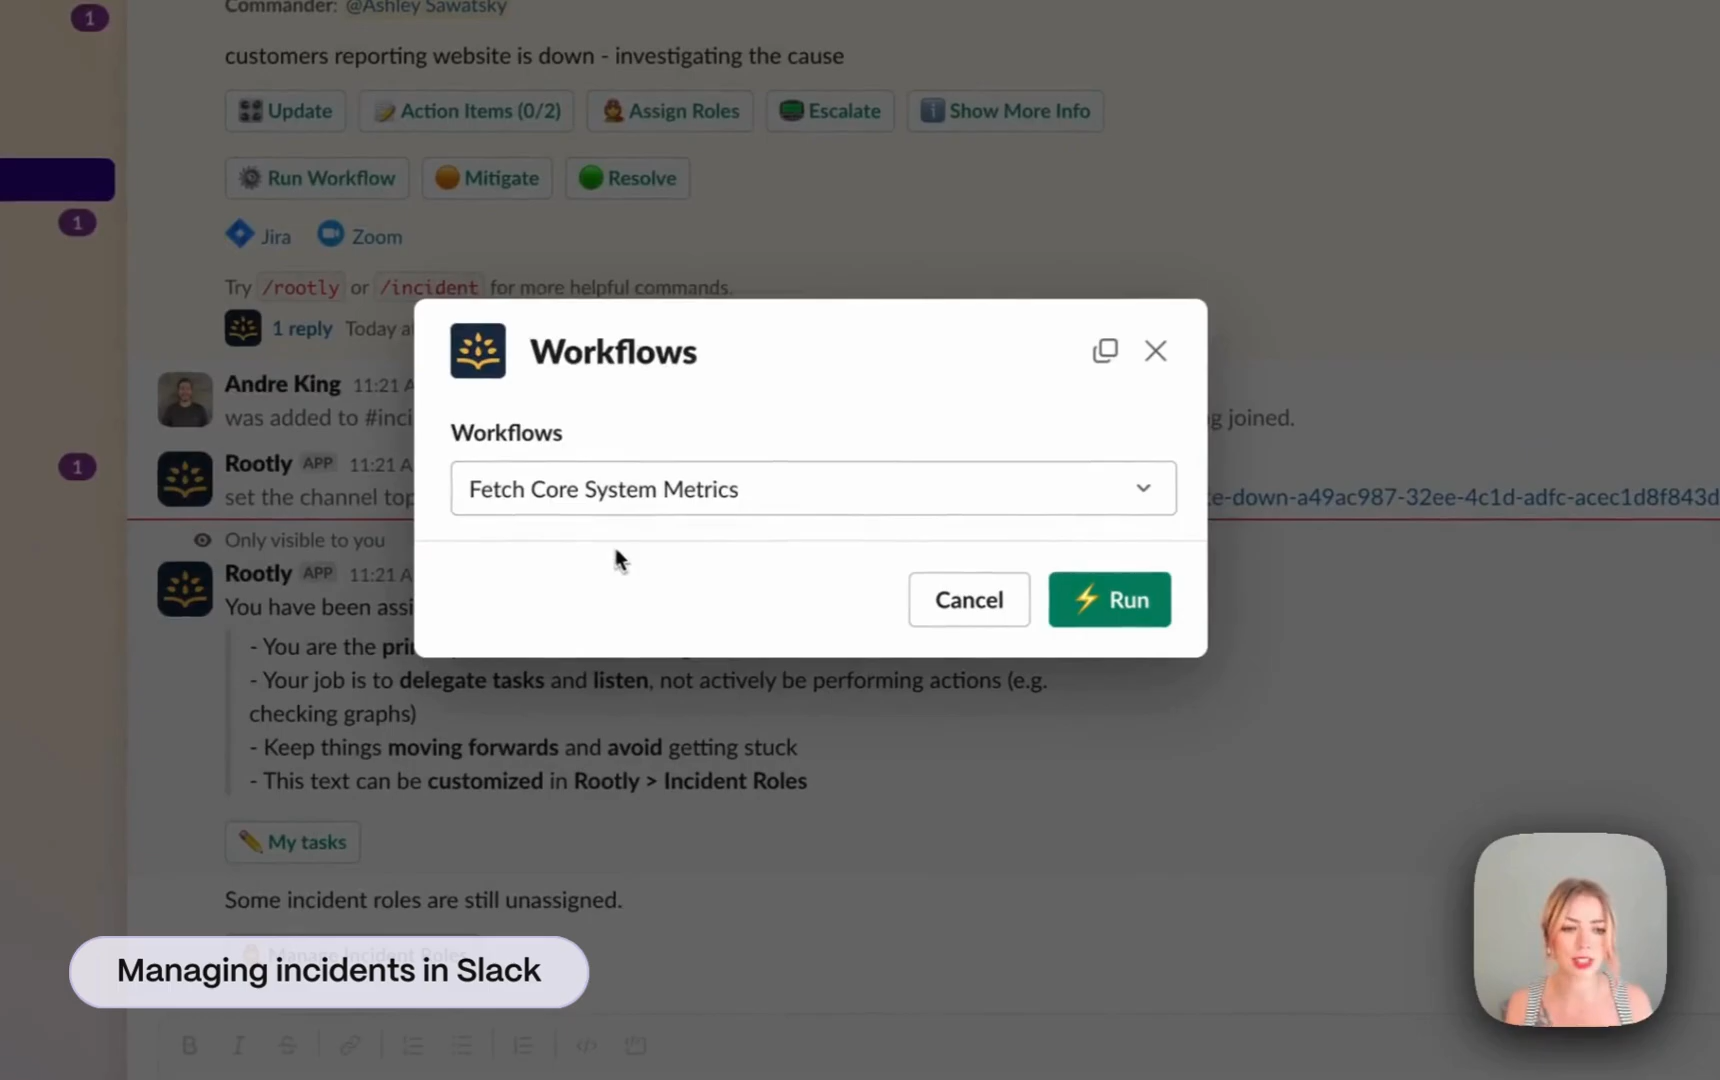 1
Commander: @Ashley Sawatsky
customers reporting website is down - investigating the cause
Update Action Items (0/2) Assign Roles Escalate Show More Info
Run Workflow Mitigate Resolve
1
Jira Zoom
Try /rootly or /incident for more helpful commands.
1 reply Today a
Workflows
Andre King 11:21 A
was added to #inci
g joined.
Workflows
1
Rootly APP 11:21 A
set the channel top
Fetch Core System Metrics
e-down-a49ac987-32ee-4c1d-adfc-acec1d8f843d
Only visible to you
Rootly APP 11:21 A
You have been assi
Cancel Run
- You are the pri
- Your job is to delegate tasks and listen, not actively be performing actions (e.g.
checking graphs)
- Keep things moving forwards and avoid getting stuck
- This text can be customized in Rootly > Incident Roles
My tasks
Some incident roles are still unassigned.
Managing incidents in Slack